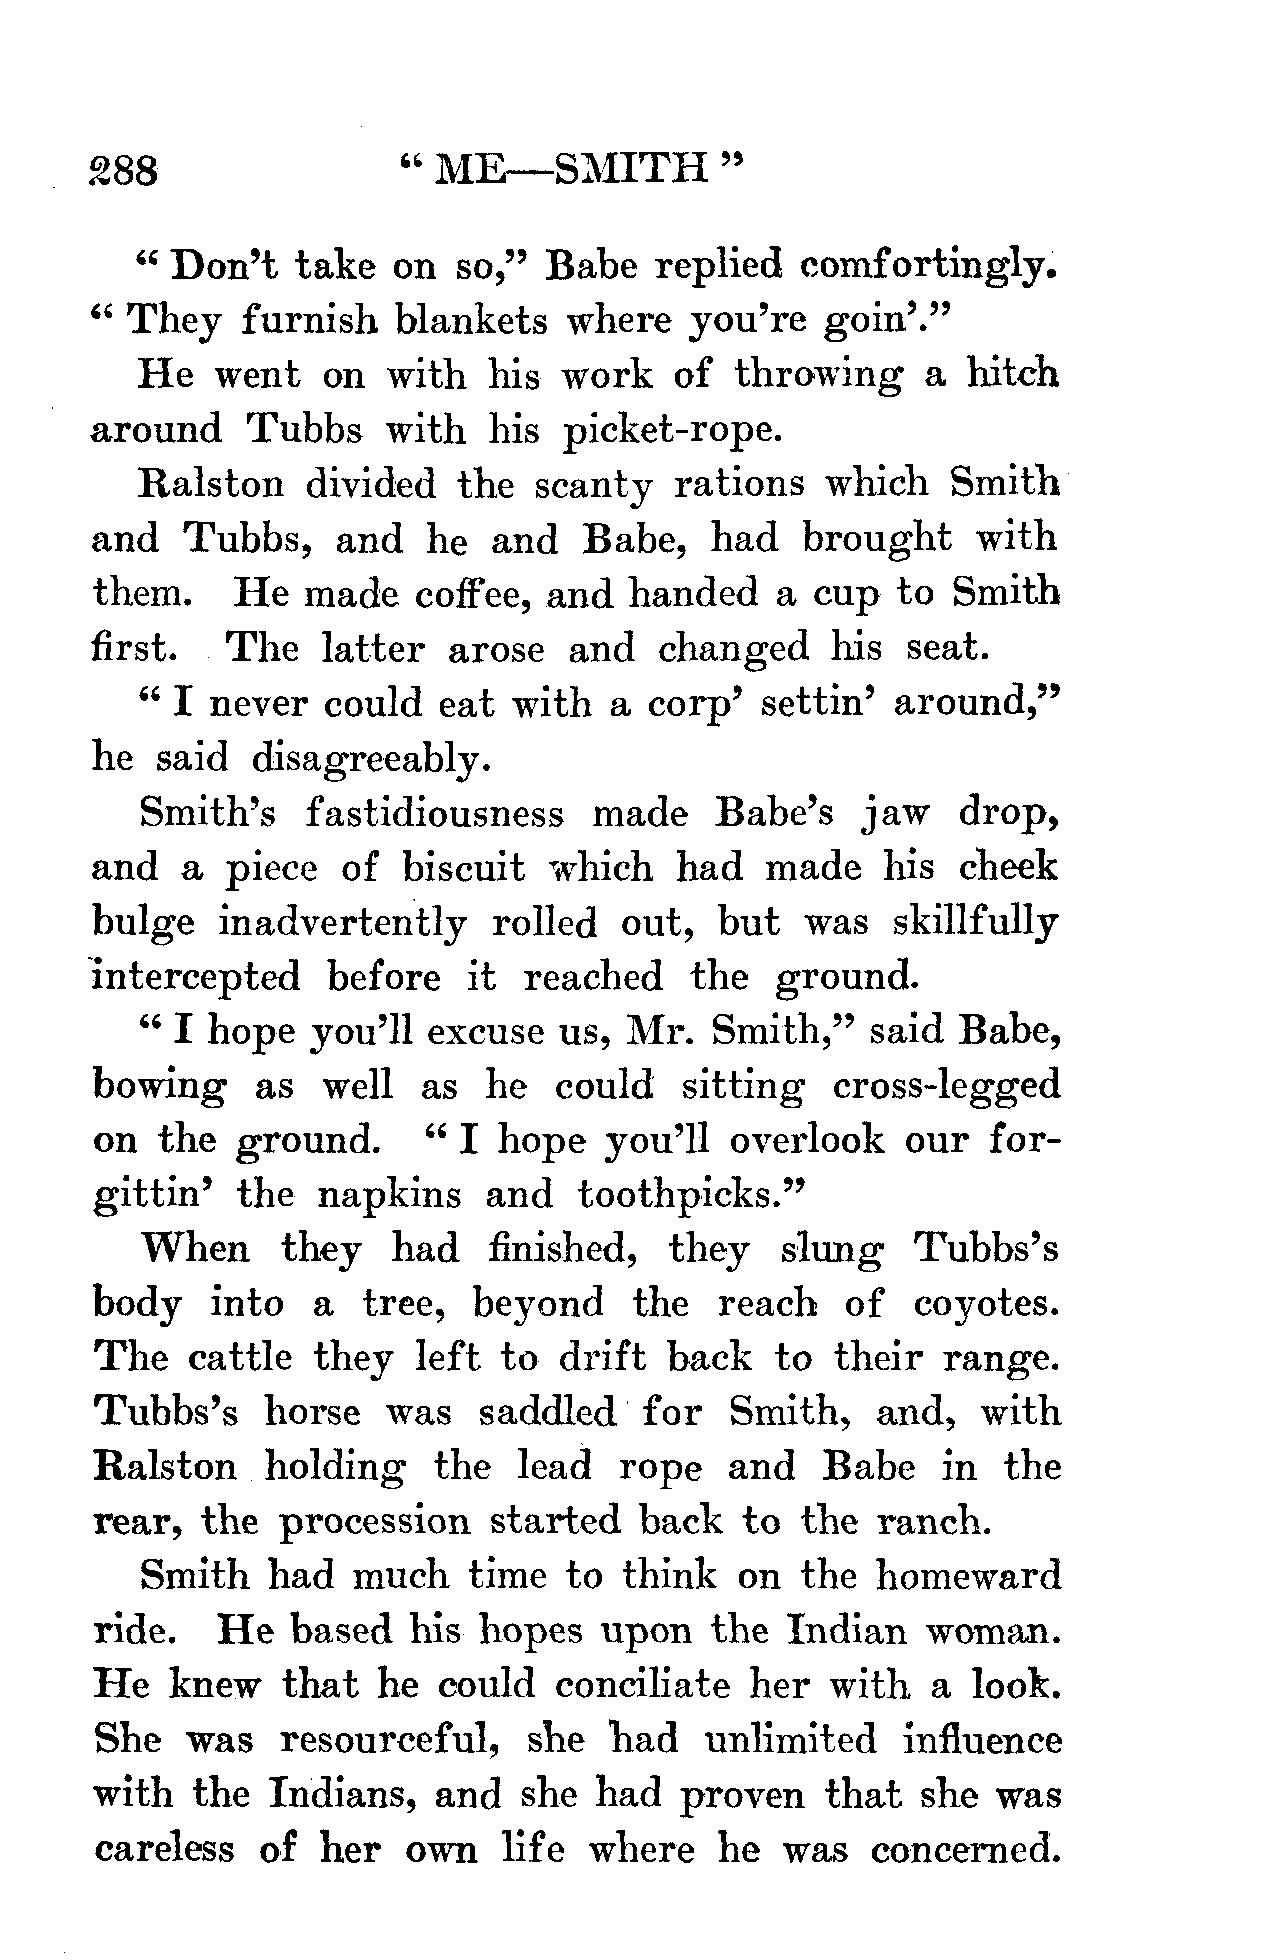 288 “ ME—SMITH ”
“ Don’t take on so,” Babe replied comfortingly.
“ They furnish blankets where you’re goin’.”
He went on with his work of throwing a hitch
around Tubbs with his picket-rope.
Ralston divided the scanty rations which Smith
and Tubbs, and he and Babe, had brought with
them. He made coffee, and handed a cup to Smith
first. The latter arose and changed his seat.
“ I never could eat with a corp’ settin’ around,”
he said disagreeably.
Smith’s fastidiousness made Babe’s jaw drop,
and a piece of biscuit which had made his cheek
bulge inadvertently rolled out, but was skillfully
intercepted before it reached the ground.
“ I hope you’ll excuse us, Mr. Smith,” said Babe,
bowing as well as he could sitting cross-legged
on the ground. “ I hope you’ll overlook our for-
gittin’ the napkins and toothpicks.”
When they had finished, they slung Tubbs’s
body into a tree, beyond the reach of coyotes.
The cattle they left to drift back to their range.
Tubbs’s horse was saddled for Smith, and, with
Ralston holding the lead rope and Babe in the
rear, the procession started back to the ranch.
Smith had much time to think on the homeward
ride. He based his hopes upon the Indian woman.
He knew that he could conciliate her with a look.
She was resourceful, she had unlimited influence
with the Indians, and she had proven that she was
careless of her own life where he was concerned.